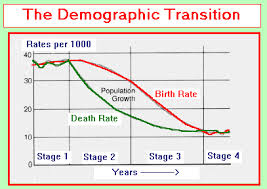 The Demographic Transition
Rates per 1000
40
30
20
10
0
Population
Growth
Birth Rate
Death Rate
Stage 1
Stage 2
Stage 3
Stage 4
Years